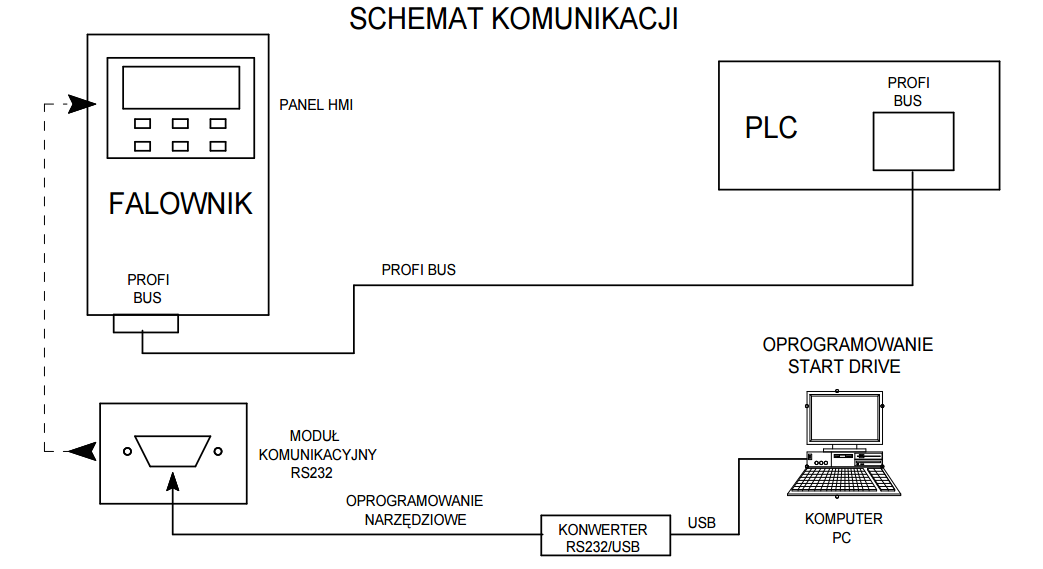 SCHEMAT KOMUNIKACJI
PANEL HMI
FALOWNIK
PROFI
BUS
PROFI
BUS
PLC
PROFI BUS
OPROGRAMOWANIE
START DRIVE
MODUŁ
KOMUNIKACYJNY
RS232
OPROGRAMOWANIE
NARZĘDZIOWE
KONWERTER
RS232/USB
USB
KOMPUTER
PC